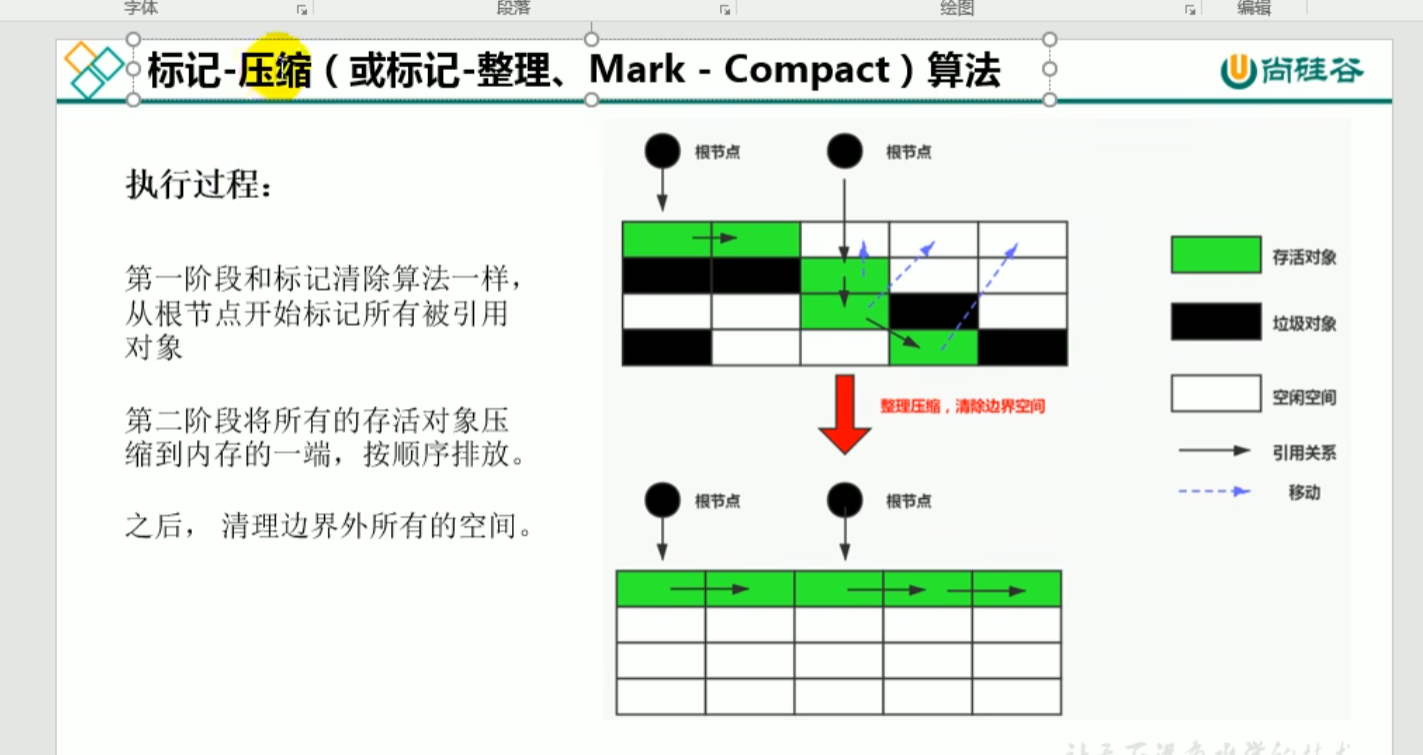 字体 段落 绘图 编辑
标记-压缩（或标记-整理、Mark - Compact）算法
尚硅谷
执行过程：
第一阶段和标记清除算法一样，
从根节点开始标记所有被引用
对象
第二阶段将所有的存活对象压
缩到内存的一端，按顺序排放。
之后， 清理边界外所有的空间。
根节点 根节点
整理压缩，清除边界空间
根节点 根节点
存活对象
垃圾对象
空闲空间
引用关系
移动